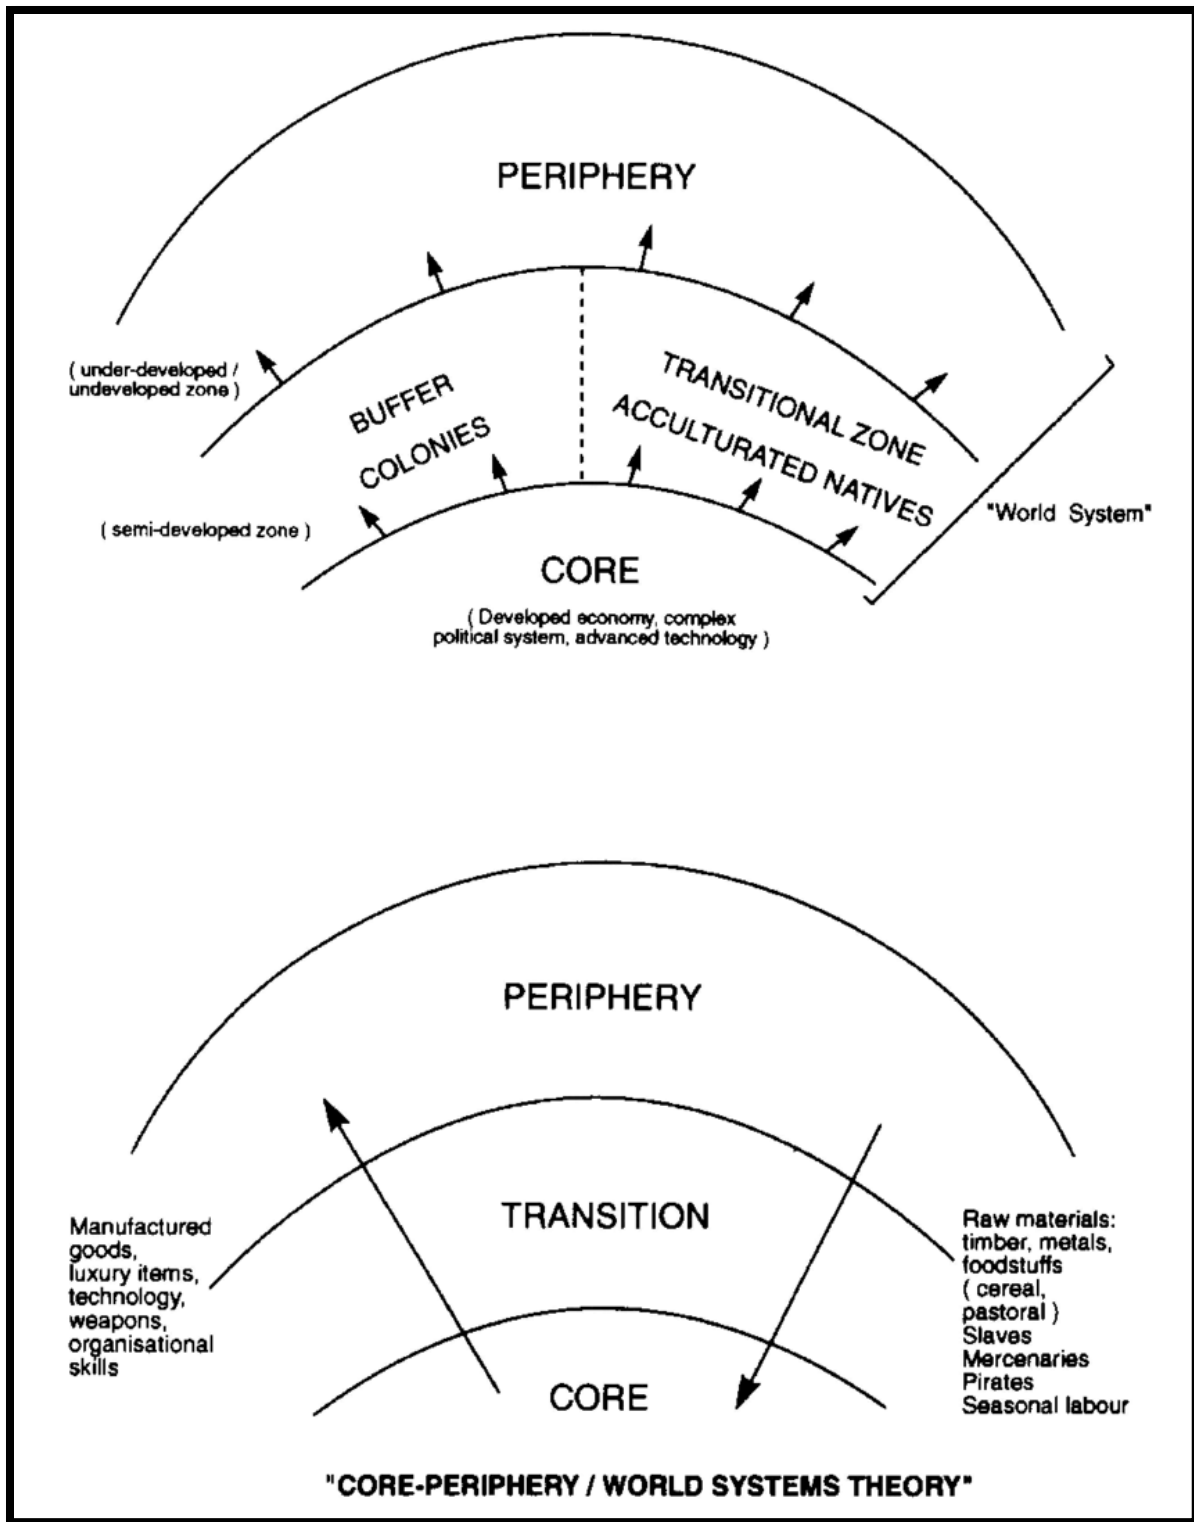 PERIPHERY
( under-developed /
undeveloped zone )
BUFFER
COLONIES
TRANSITIONAL ZONE
ACCULTURATED NATIVES
"World System"
( semi-developed zone )
CORE
( Developed economy, complex
political system, advanced technology )
PERIPHERY
TRANSITION
Manufactured
goods,
luxury items,
technology,
weapons,
organisational
skills
Raw materials:
timber, metals,
foodstuffs
( cereal,
pastoral )
Slaves
Mercenaries
Pirates
Seasonal labour
CORE
"CORE-PERIPHERY / WORLD SYSTEMS THEORY"